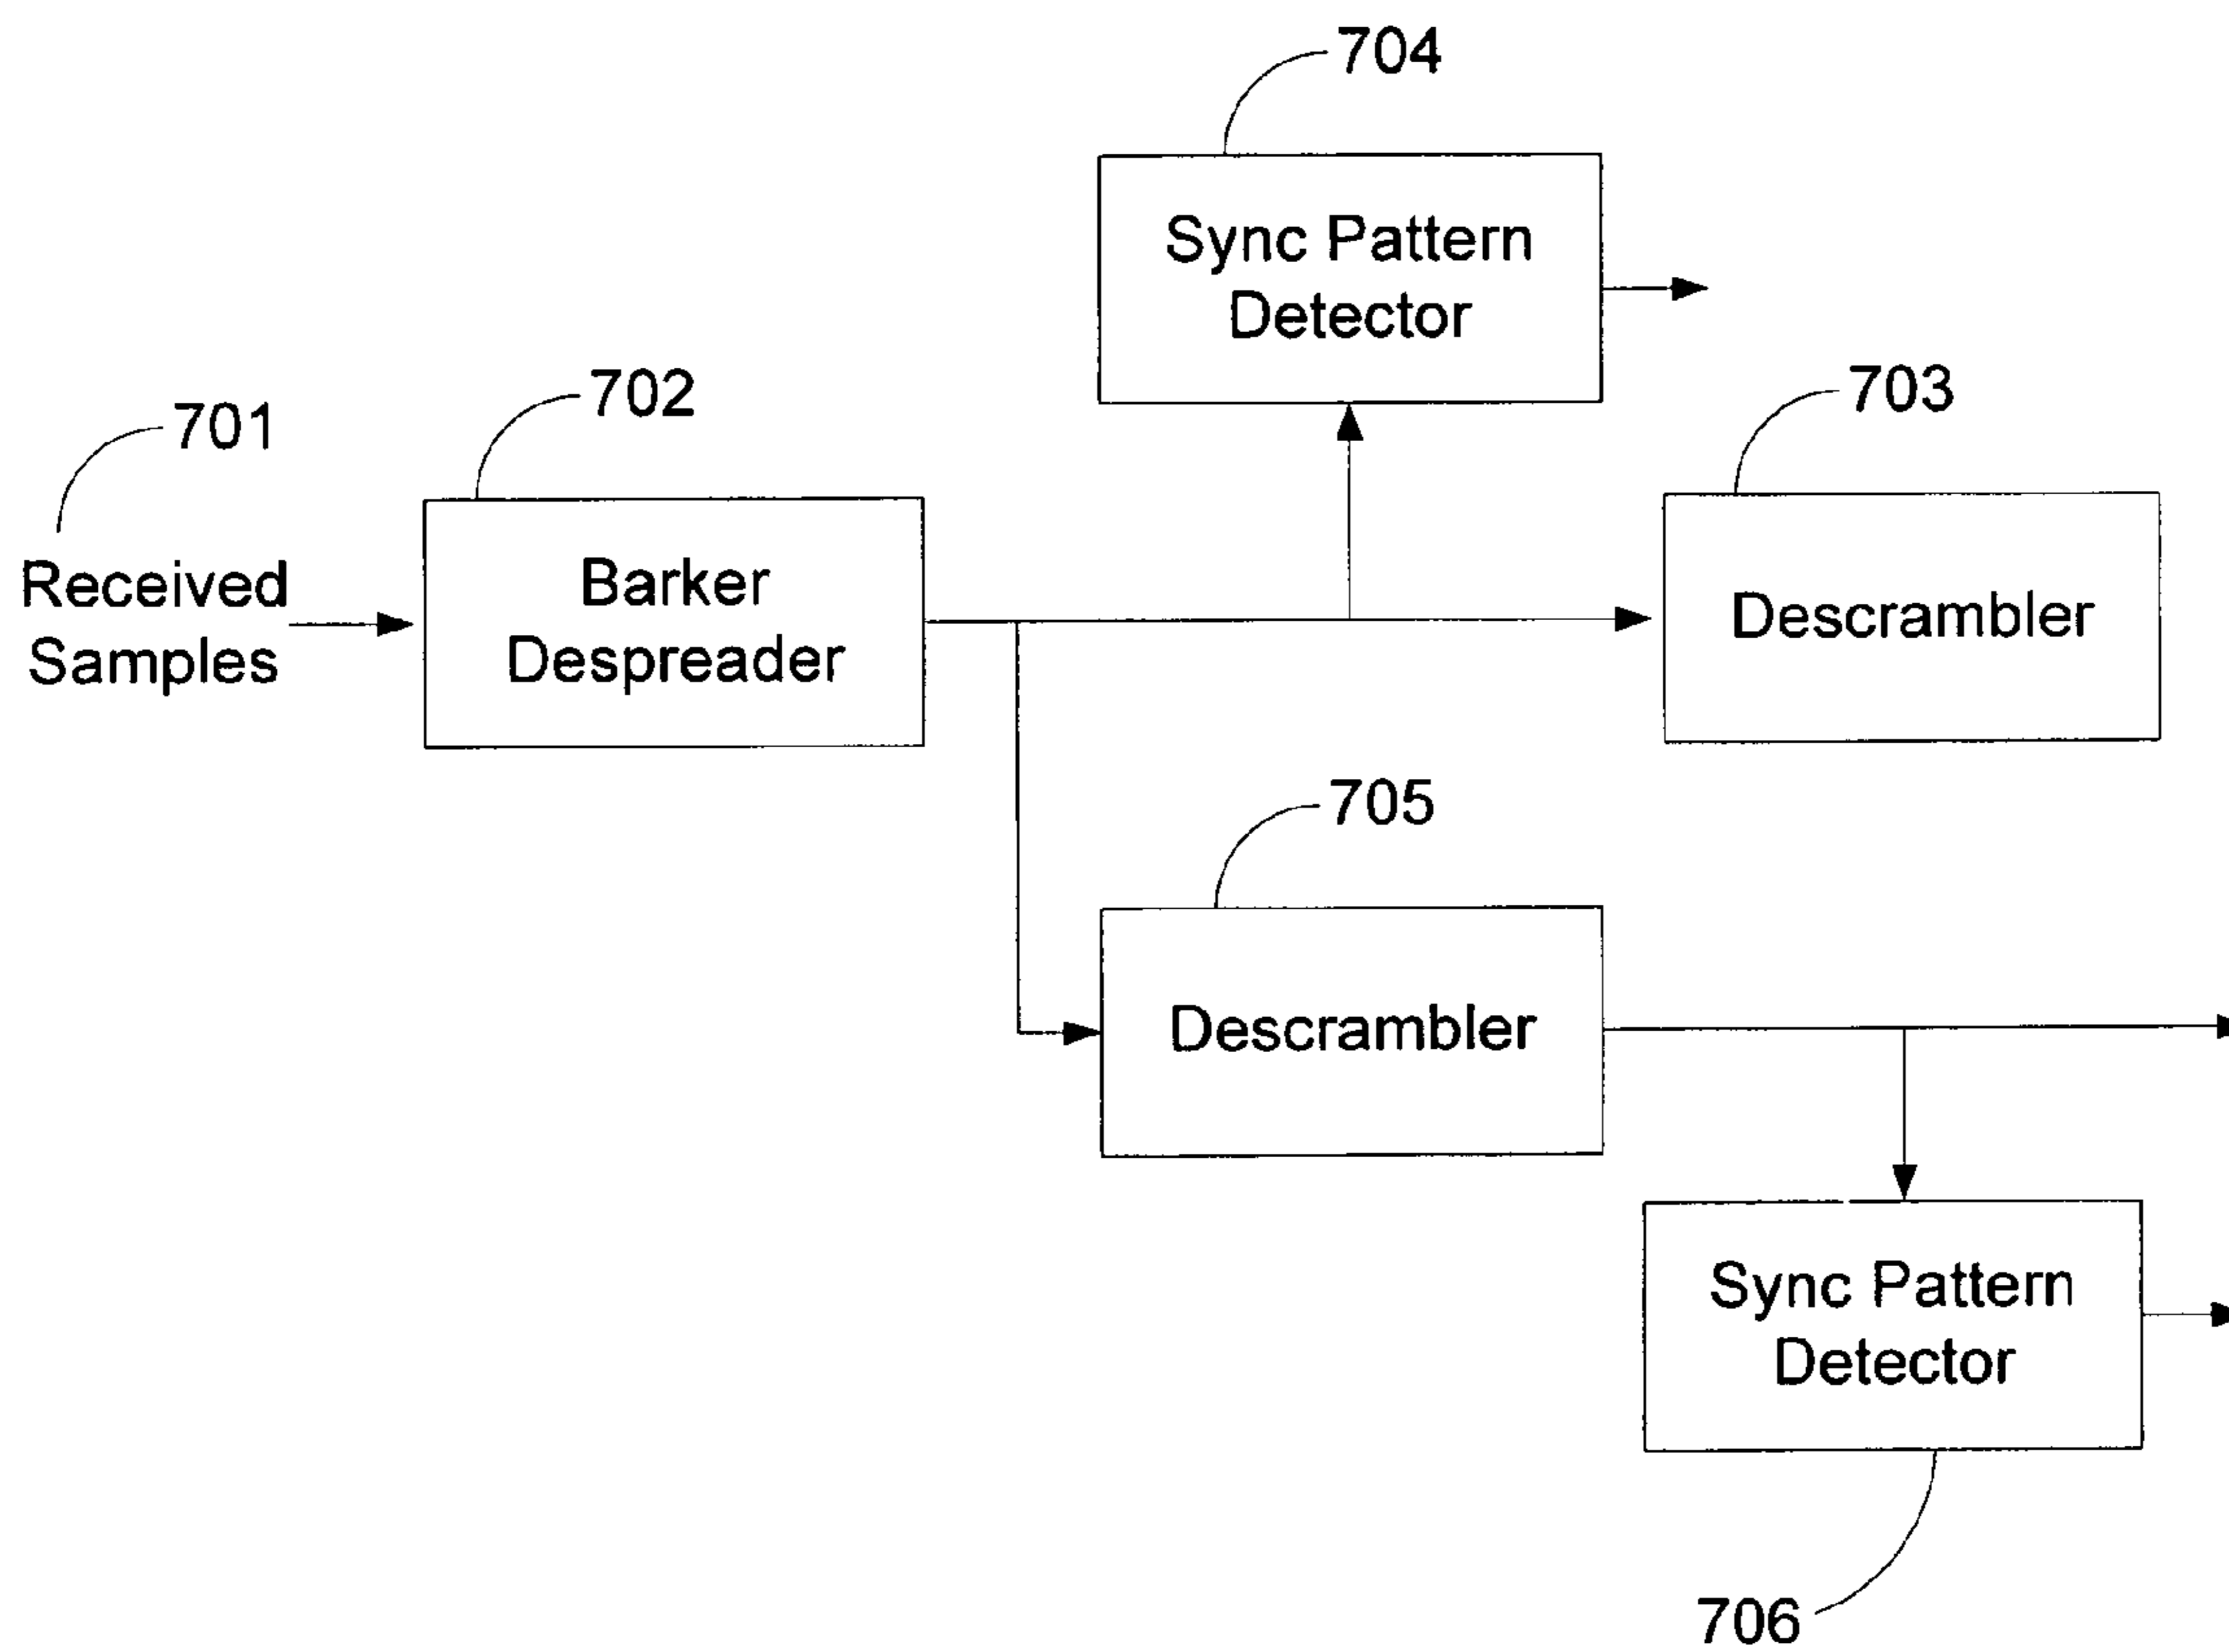 704
Sync Pattern
Detector
702
703
701
Received
Samples
Barker
Despreader
Descrambler
705
Descrambler
Sync Pattern
Detector
706